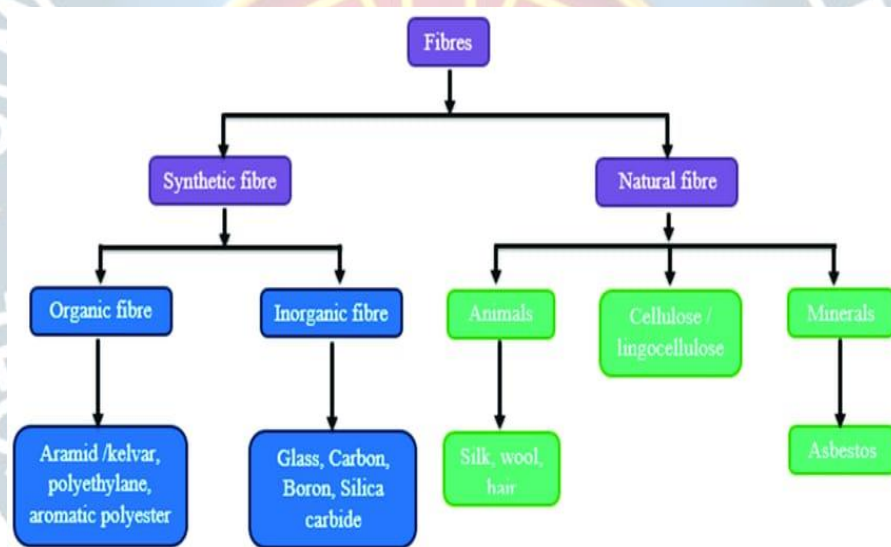 Fibres
Synthetic fibre
Natural fibre
Organic fibre
Inorganic fibre
Animals
Cellulose /
lingocellulose
Minerals
Aramid /kelvar,
polyethylane,
aromatic polyester
Glass, Carbon,
Boron, Silica
carbide
Silk, wool,
hair
Asbestos